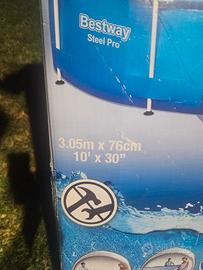 Bestway
Steel Pro
3.05m x 76cm
10' x 30"